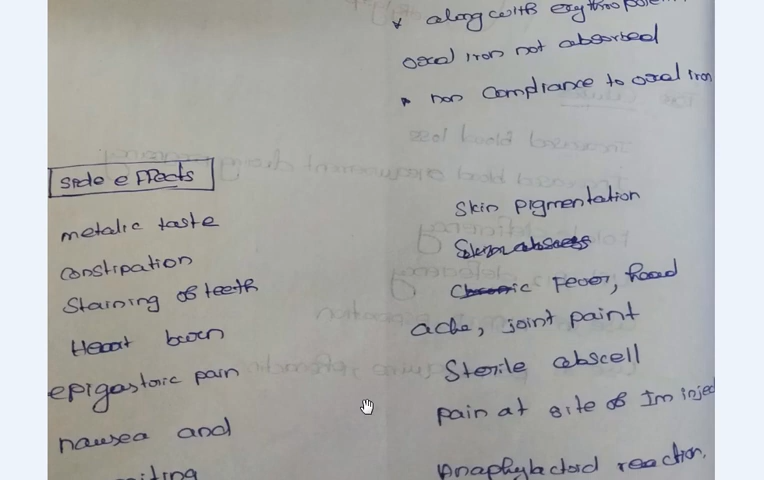 along with erythropoie
oral iron not absorbed
non compliance to oral iron
Side effects
metalic taste
constipation
Staining of teeth
Heart burn
epigastric pain
nausea and
miting
Skin pigmentation
Fever, head
ache, joint paint
Sterile abscell
pain at site of Im injec
Anaphylactoid reaction.